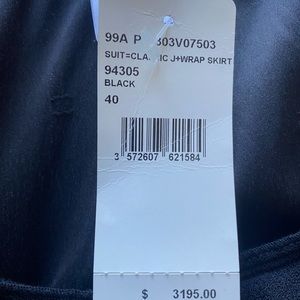 99A P 303V07503
SUIT=CLA IC J+WRAP SKIRT
94305
BLACK
40
3 572607 621584
$ 3195.00